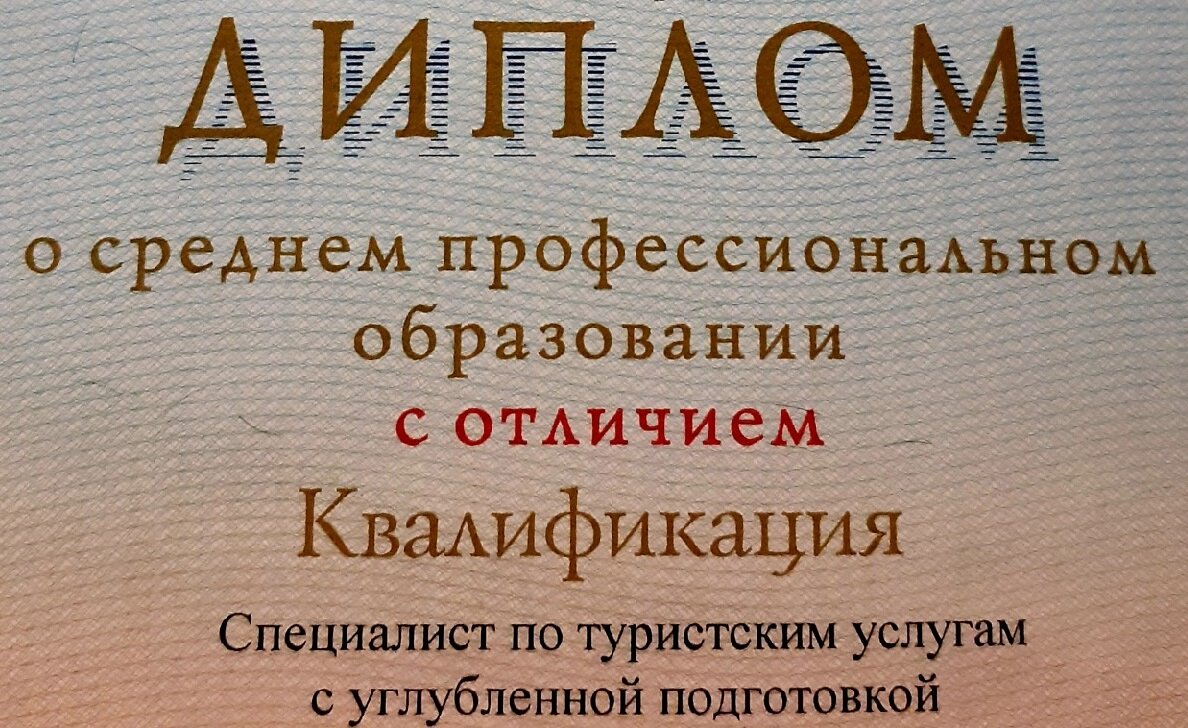 ДИПЛОМ
о среднем профессиональном
образовании
с отличием
Квалификация
Специалист по туристским услугам
с углубленной подготовкой